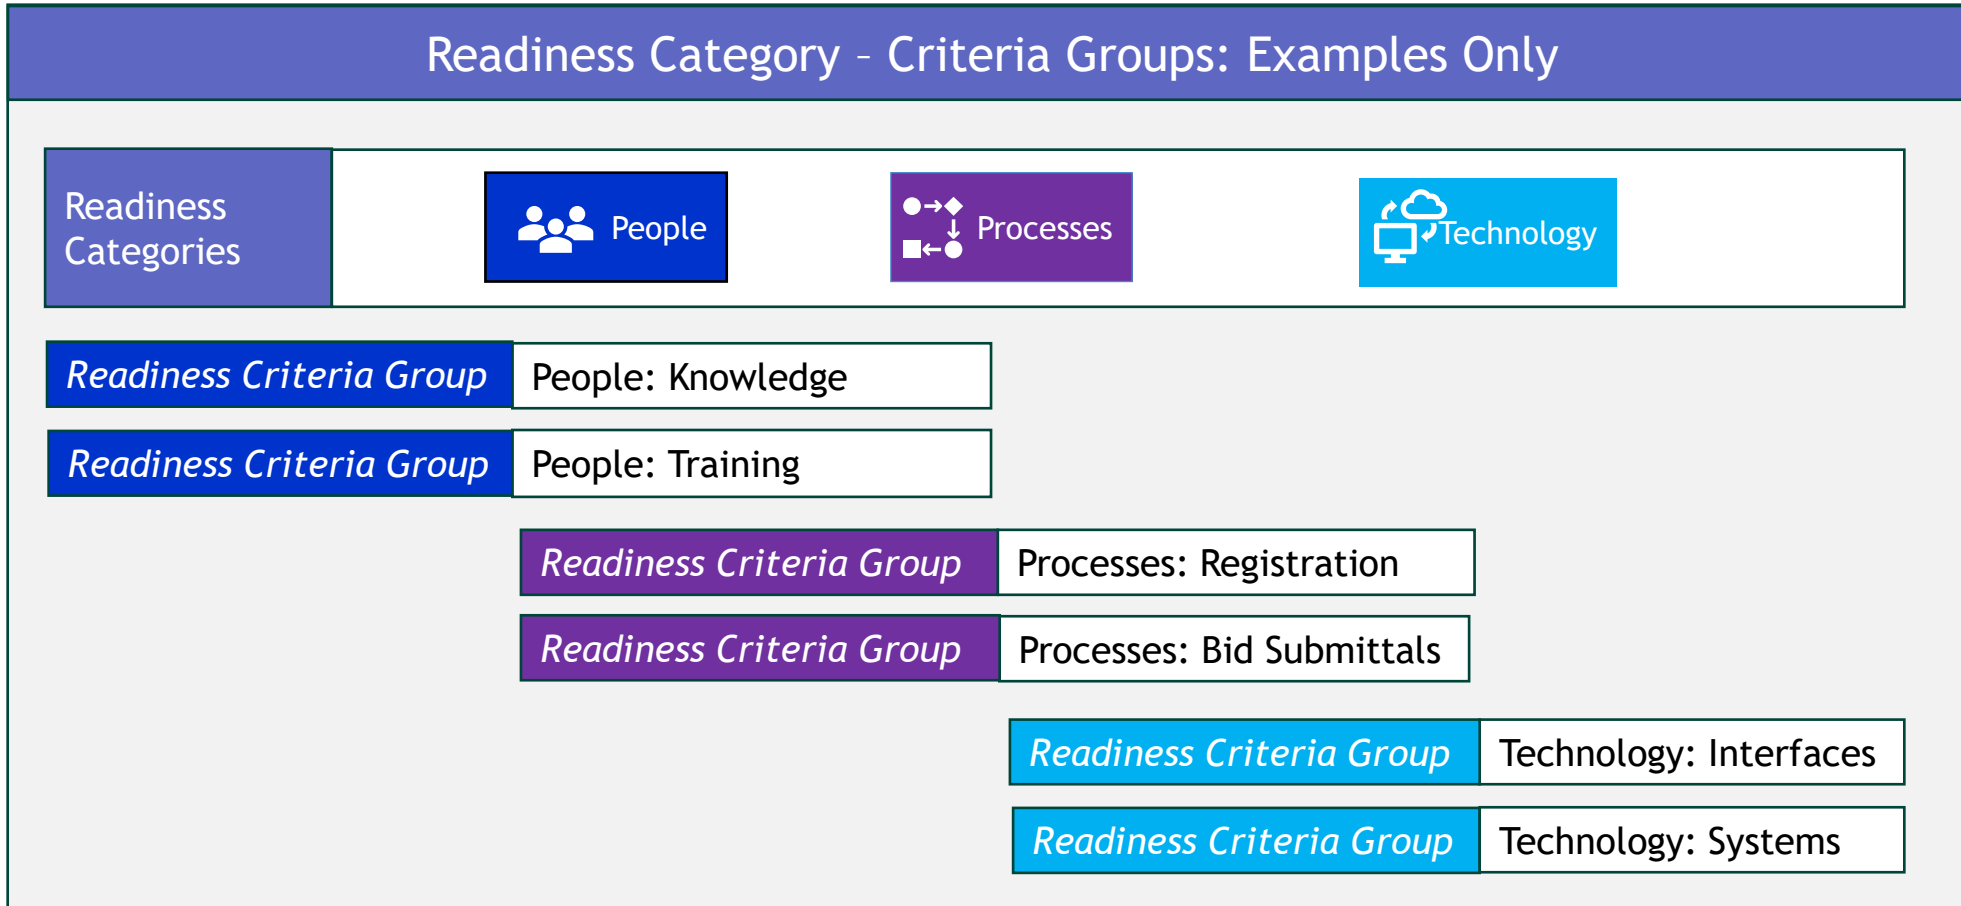 Readiness Category – Criteria Groups: Examples Only
Readiness
Categories
People
Processes
Technology
Readiness Criteria Group
People: Knowledge
Readiness Criteria Group
People: Training
Readiness Criteria Group
Processes: Registration
Readiness Criteria Group
Processes: Bid Submittals
Readiness Criteria Group
Technology: Interfaces
Readiness Criteria Group
Technology: Systems